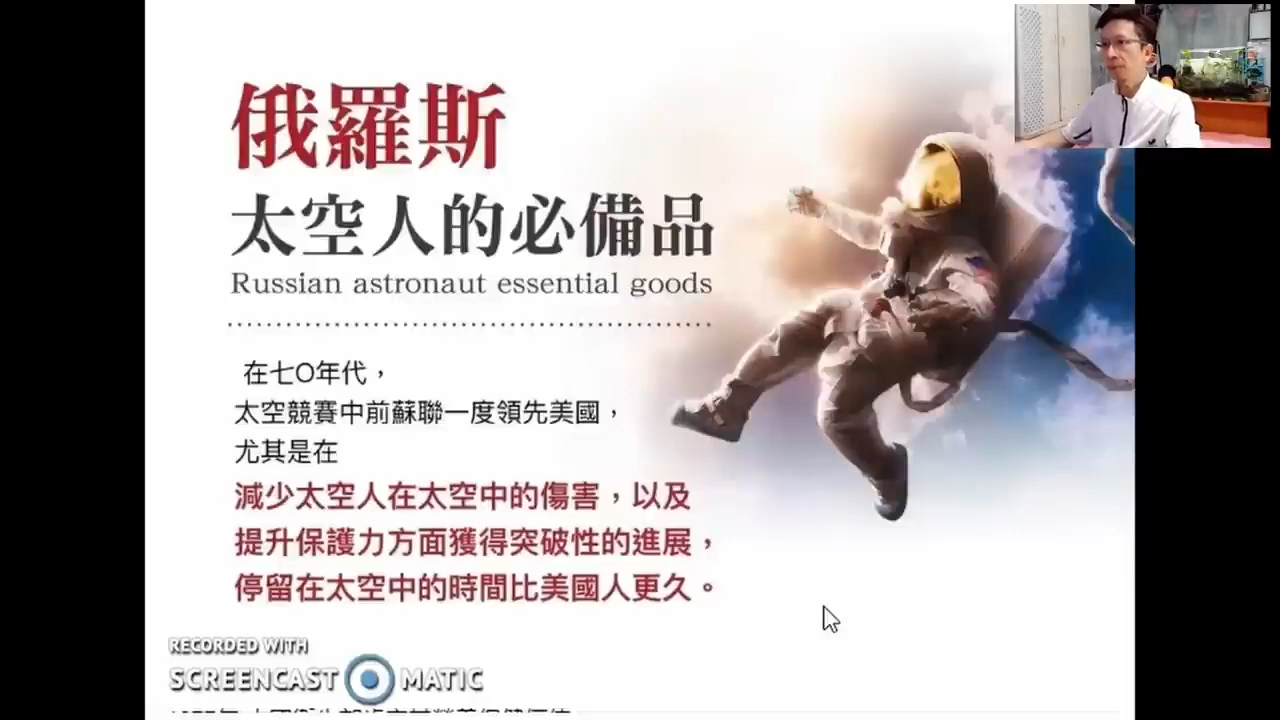 俄羅斯
太空人的必備品
Russian astronaut essential goods
在七O年代，
太空競賽中前蘇聯一度領先美國，
尤其是在
減少太空人在太空中的傷害，以及
提升保護力方面獲得突破性的進展，
停留在太空中的時間比美國人更久。
RECORDED WITH
SCREENCAST MATIC